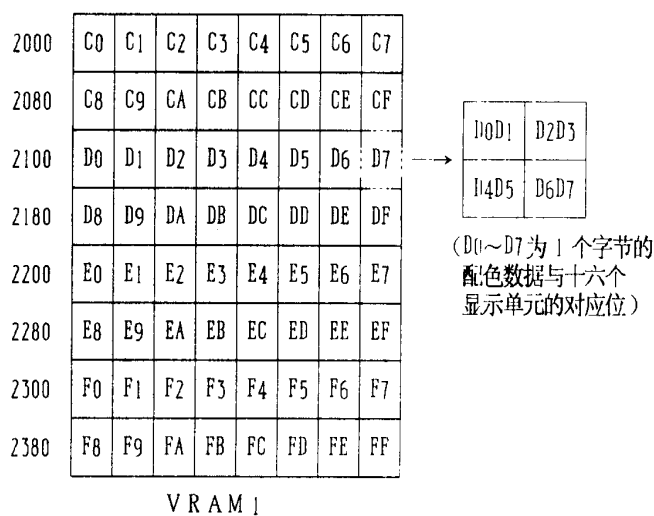 2000 C0 C1 C2 C3 C4 C5 C6 C7
2080 C8 C9 CA CB CC CD CE CF
2100 D0 D1 D2 D3 D4 D5 D6 D7
2180 D8 D9 DA DB DC DD DE DF
2200 E0 E1 E2 E3 E4 E5 E6 E7
2280 E8 E9 EA EB EC ED EE EF
2300 F0 F1 F2 F3 F4 F5 F6 F7
2380 F8 F9 FA FB FC FD FE FF
VRAM1
D0D1 D2D3
D4D5 D6D7
(D0～D7为1个字节的
配色数据与十六个
显示单元的对应位)